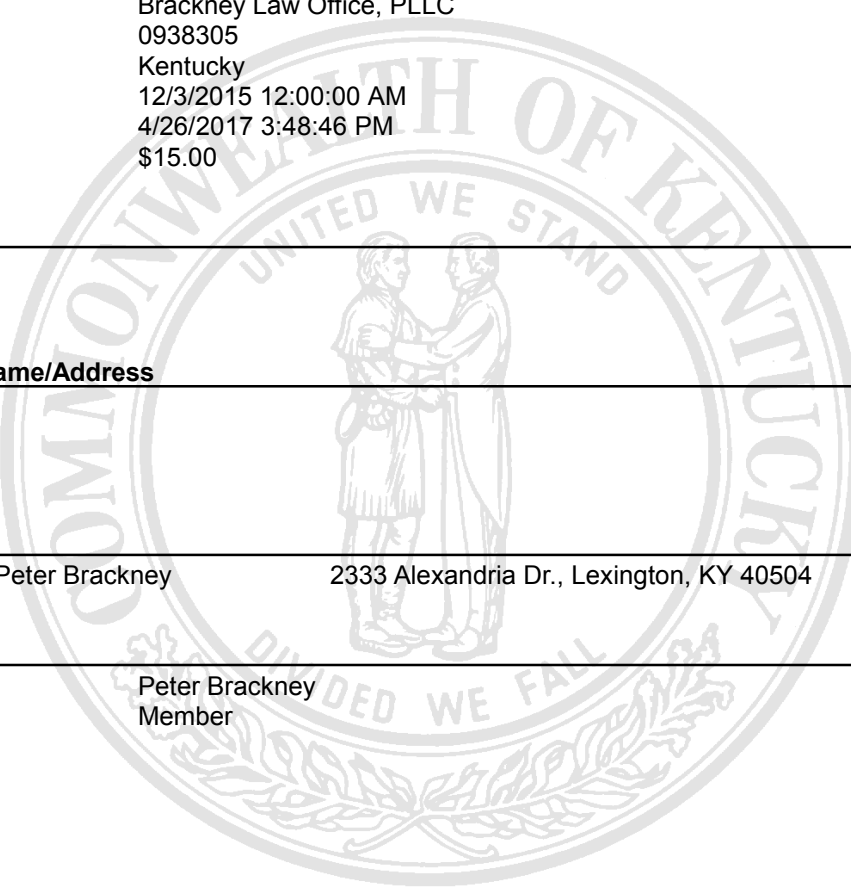 Brackney Law Office, PLLC
0938305
Kentucky
12/3/2015 12:00:00 AM
4/26/2017 3:48:46 PM
$15.00
ame/Address
Peter Brackney 2333 Alexandria Dr., Lexington, KY 40504
Peter Brackney
Member
COMMONWEALTH OF KENTUCKY
UNITED WE STAND
DIVIDED WE FALL